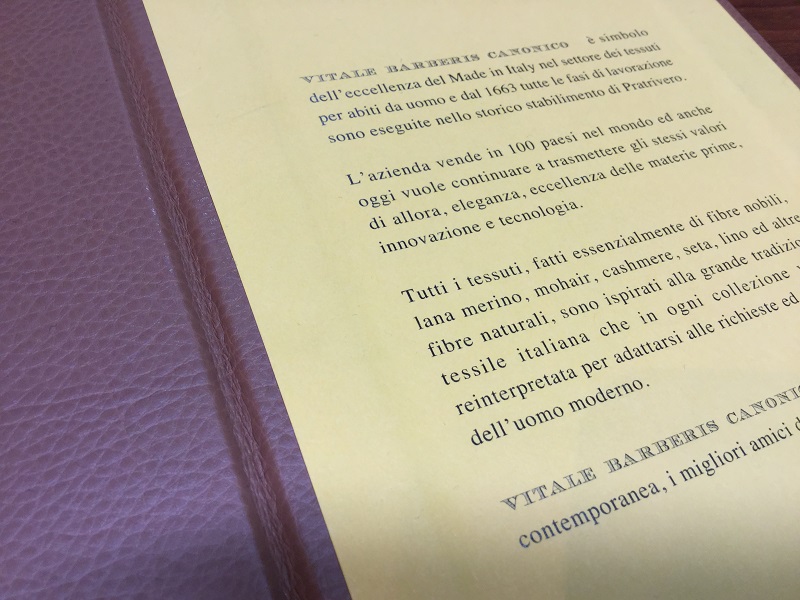 VITALE BARBERIS CANONICO è simbolo
dell'eccellenza del Made in Italy nel settore dei tessuti
per abiti da uomo e dal 1663 tutte le fasi di lavorazione
sono eseguite nello storico stabilimento di Pratrivero.
L'azienda vende in 100 paesi nel mondo ed anche
oggi vuole continuare a trasmettere gli stessi valori
di allora, eleganza, eccellenza delle materie prime,
innovazione e tecnologia.
Tutti i tessuti, fatti essenzialmente di fibre nobili,
lana merino, mohair, cashmere, seta, lino ed altre
fibre naturali, sono ispirati alla grande tradizio
tessile italiana che in ogni collezione
reinterpretata per adattarsi alle richieste ed
dell'uomo moderno.
VITALE BARBERIS CANONI
contemporanea, i migliori amici d